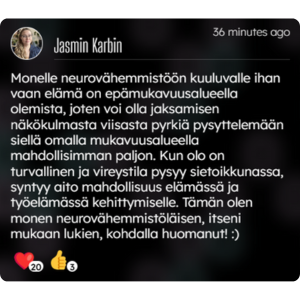 36 minutes ago
Jasmin Karbin
Monelle neurovähemmistöön kuuluvalle ihan
vaan elämä on epämukavuusalueella
olemista, joten voi olla jaksamisen
näkökulmasta viisasta pyrkiä pysyttelemään
siellä omalla mukavuusalueella
mahdollisimman paljon. Kun olo on
turvallinen ja vireystila pysyy sietoikkunassa,
syntyy aito mahdollisuus elämässä ja
työelämässä kehittymiselle. Tämän olen
monen neurovähemmistöläisen, itseni
mukaan lukien, kohdalla huomanut! :)
20 3